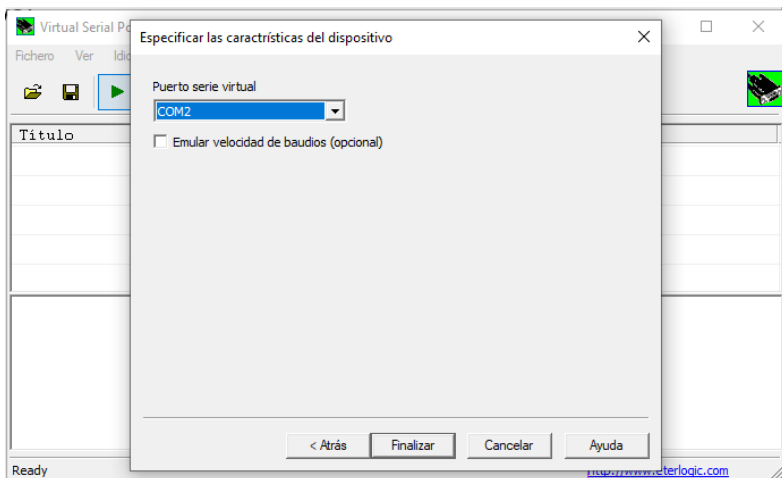 Virtual Serial Po
Especificar las caractrísticas del dispositivo
Fichero Ver Idio
Puerto serie virtual
COM2
Título
Emular velocidad de baudios (opcional)
< Atrás Finalizar Cancelar Ayuda
Ready
http://www.eterlogic.com